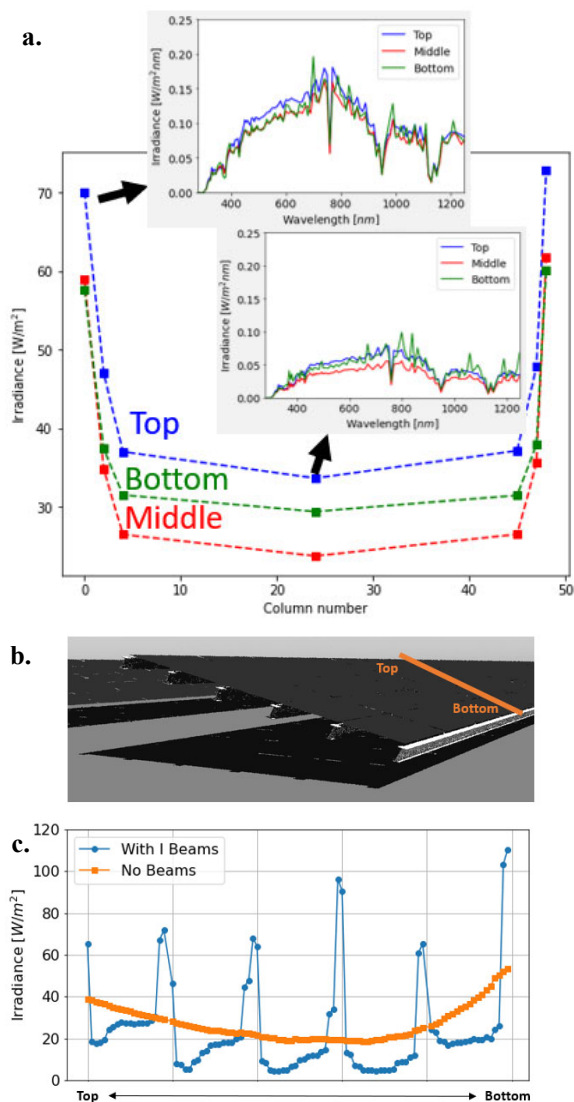 a.
Irradiance [W/m²nm]
0.25
0.20
0.15
0.10
0.05
0.00
Top
Middle
Bottom
400 600 800 1000 1200
Wavelength [nm]
Irradiance [W/m²nm]
0.25
0.20
0.15
0.10
0.05
0.00
Top
Middle
Bottom
400 600 800 1000 1200
Wavelength [nm]
Irradiance [W/m²]
70
60
50
40
30
Top
Bottom
Middle
0 10 20 30 40 50
Column number
b.
Top
Bottom
c.
Irradiance [W/m²]
120
100
80
60
40
20
0
With I Beams
No Beams
Top Bottom